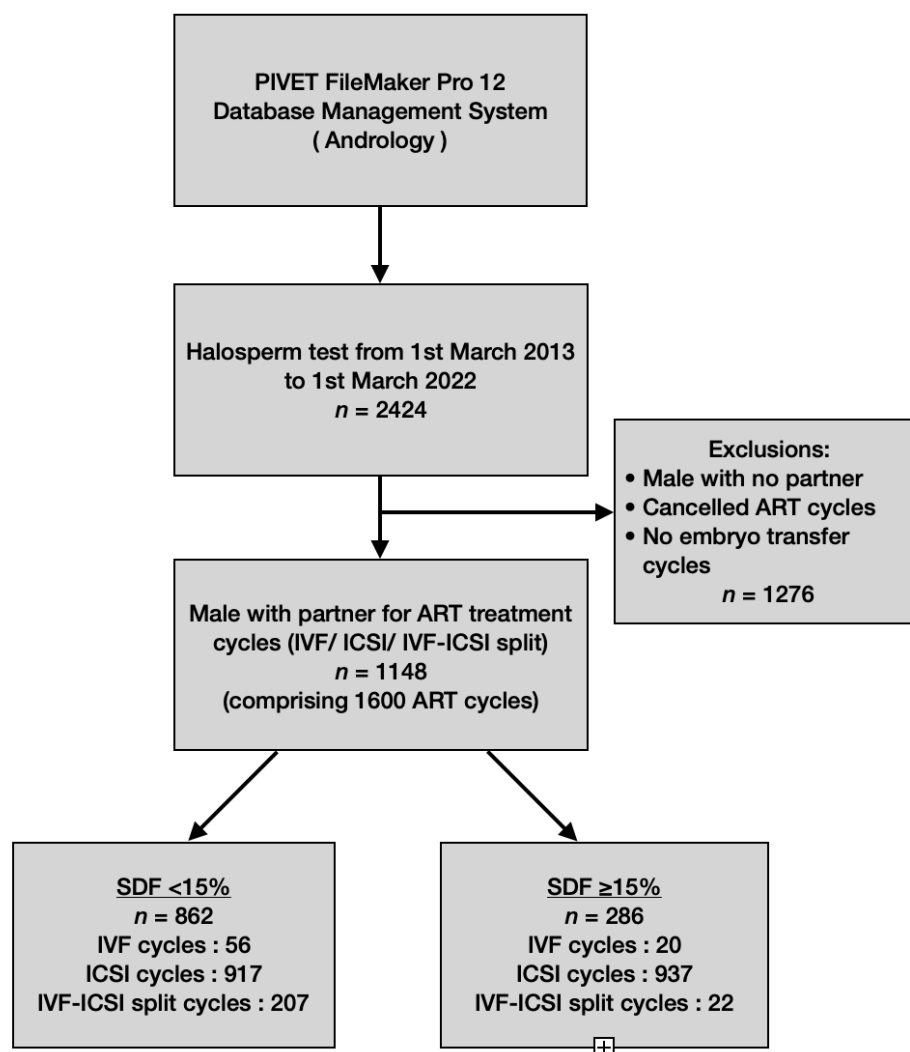 PIVET FileMaker Pro 12
Database Management System
( Andrology )
Halosperm test from 1st March 2013
to 1st March 2022
n = 2424
Exclusions:
• Male with no partner
• Cancelled ART cycles
• No embryo transfer
cycles
n = 1276
Male with partner for ART treatment
cycles (IVF/ ICSI/ IVF-ICSI split)
n = 1148
(comprising 1600 ART cycles)
SDF <15%
n = 862
IVF cycles : 56
ICSI cycles : 917
IVF-ICSI split cycles : 207
SDF ≥15%
n = 286
IVF cycles : 20
ICSI cycles : 937
IVF-ICSI split cycles : 22